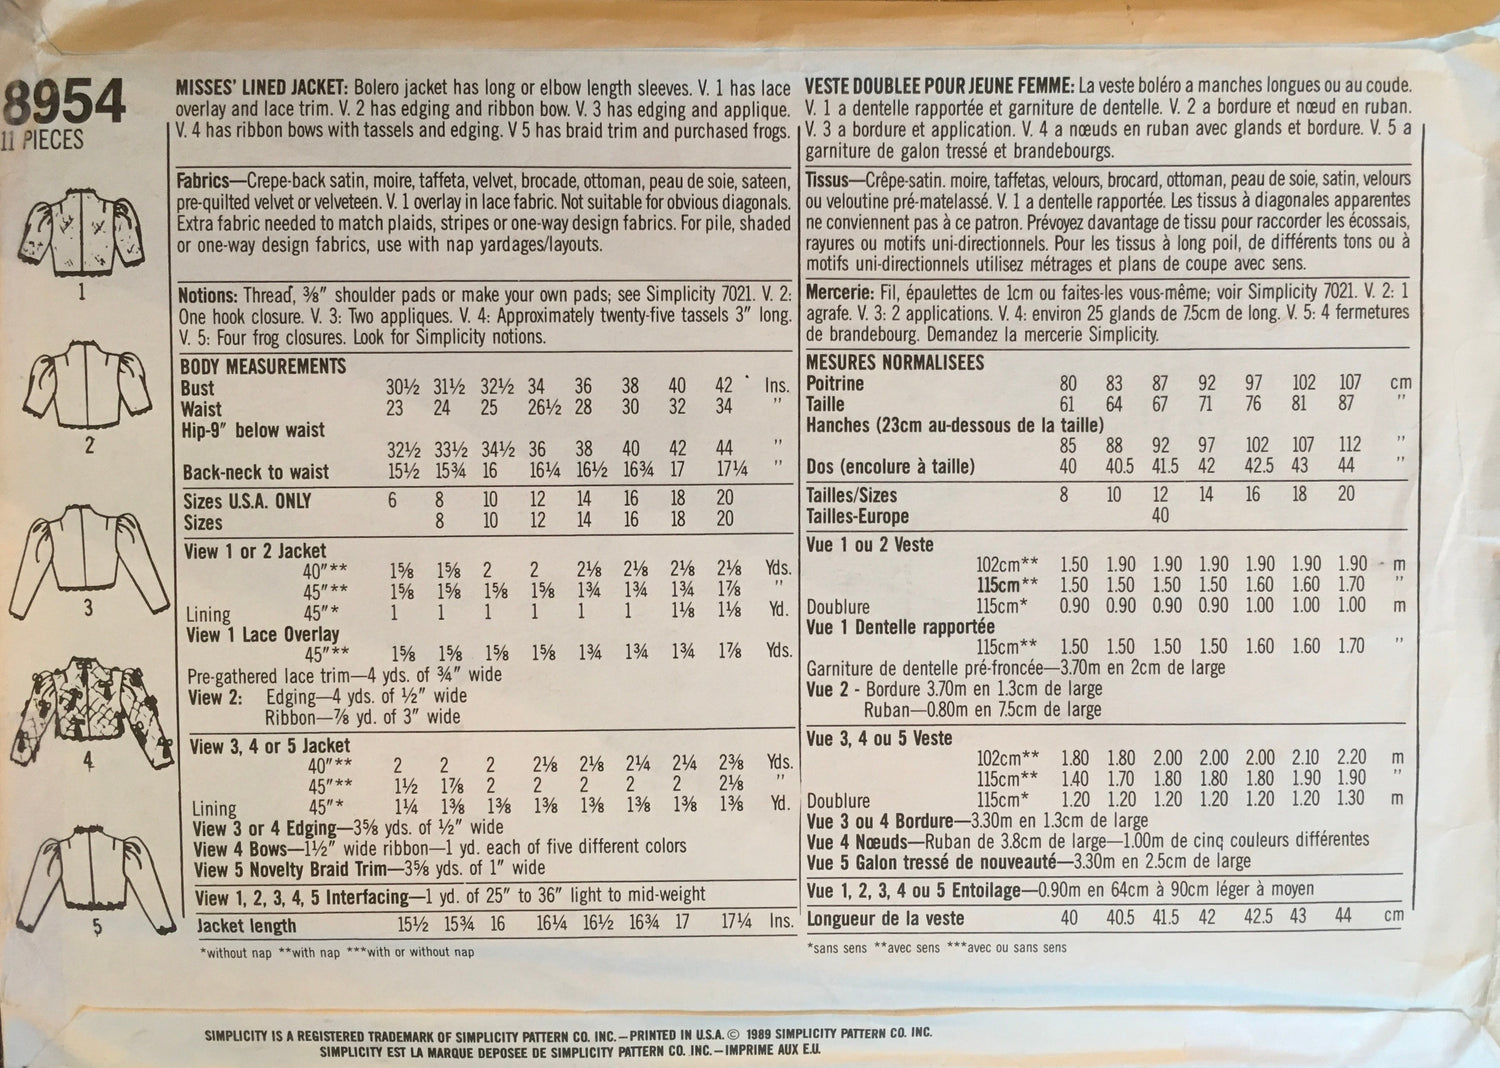 8954
11 PIECES
1
2
3
4
5
MISSES' LINED JACKET: Bolero jacket has long or elbow length sleeves. V. 1 has lace
overlay and lace trim. V. 2 has edging and ribbon bow. V. 3 has edging and applique.
V. 4 has ribbon bows with tassels and edging. V 5 has braid trim and purchased frogs.
Fabrics—Crepe-back satin, moire, taffeta, velvet, brocade, ottoman, peau de soie, sateen,
pre-quilted velvet or velveteen. V. 1 overlay in lace fabric. Not suitable for obvious diagonals.
Extra fabric needed to match plaids, stripes or one-way design fabrics. For pile, shaded
or one-way design fabrics, use with nap yardages/layouts.
Notions: Thread, ⅜" shoulder pads or make your own pads; see Simplicity 7021. V. 2:
One hook closure. V. 3: Two appliques. V. 4: Approximately twenty-five tassels 3" long.
V. 5: Four frog closures. Look for Simplicity notions.
BODY MEASUREMENTS
Bust 30½ 31½ 32½ 34 36 38 40 42 Ins.
Waist 23 24 25 26½ 28 30 32 34 "
Hip-9" below waist
32½ 33½ 34½ 36 38 40 42 44 "
Back-neck to waist 15½ 15¾ 16 16¼ 16½ 16¾ 17 17¼ "
Sizes U.S.A. ONLY 6 8 10 12 14 16 18 20
Sizes 8 10 12 14 16 18 20
View 1 or 2 Jacket
40"** 1⅝ 1⅝ 2 2 2⅛ 2⅛ 2⅛ 2⅛ Yds.
45"** 1⅝ 1⅝ 1⅝ 1⅝ 1¾ 1¾ 1¾ 1⅞ "
Lining 45"* 1 1 1 1 1 1 1⅛ 1⅛ Yd.
View 1 Lace Overlay
45"** 1⅝ 1⅝ 1⅝ 1⅝ 1¾ 1¾ 1¾ 1⅞ Yds.
Pre-gathered lace trim—4 yds. of ¾" wide
View 2: Edging—4 yds. of ½" wide
Ribbon—⅞ yd. of 3" wide
View 3, 4 or 5 Jacket
40"** 2 2 2 2⅛ 2⅛ 2¼ 2¼ 2⅜ Yds.
45"** 1½ 1⅞ 2 2 2 2 2 2⅛ "
Lining 45"* 1¼ 1⅜ 1⅜ 1⅜ 1⅜ 1⅜ 1⅜ 1⅜ Yd.
View 3 or 4 Edging—3⅝ yds. of ½" wide
View 4 Bows—1½" wide ribbon—1 yd. each of five different colors
View 5 Novelty Braid Trim—3⅝ yds. of 1" wide
View 1, 2, 3, 4, 5 Interfacing—1 yd. of 25" to 36" light to mid-weight
Jacket length 15½ 15¾ 16 16¼ 16½ 16¾ 17 17¼ Ins.
*without nap **with nap ***with or without nap
VESTE DOUBLEE POUR JEUNE FEMME: La veste boléro a manches longues ou au coude.
V. 1 a dentelle rapportée et garniture de dentelle. V. 2 a bordure et nœud en ruban.
V. 3 a bordure et application. V. 4 a nœuds en ruban avec glands et bordure. V. 5 a
garniture de galon tressé et brandebourgs.
Tissus—Crêpe-satin. moire, taffetas, velours, brocard, ottoman, peau de soie, satin, velours
ou veloutine pré-matelassé. V. 1 a dentelle rapportée. Les tissus à diagonales apparentes
ne conviennent pas à ce patron. Prévoyez davantage de tissu pour raccorder les écossais,
rayures ou motifs uni-directionnels. Pour les tissus à long poil, de différents tons ou à
motifs uni-directionnels utilisez métrages et plans de coupe avec sens.
Mercerie: Fil, épaulettes de 1cm ou faites-les vous-même; voir Simplicity 7021. V. 2: 1
agrafe. V. 3: 2 applications. V. 4: environ 25 glands de 7.5cm de long. V. 5: 4 fermetures
de brandebourg. Demandez la mercerie Simplicity.
MESURES NORMALISEES
Poitrine 80 83 87 92 97 102 107 cm
Taille 61 64 67 71 76 81 87 "
Hanches (23cm au-dessous de la taille)
85 88 92 97 102 107 112 "
Dos (encolure à taille) 40 40.5 41.5 42 42.5 43 44 "
Tailles/Sizes 8 10 12 14 16 18 20
Tailles-Europe 40
Vue 1 ou 2 Veste
102cm** 1.50 1.90 1.90 1.90 1.90 1.90 1.90 m
115cm** 1.50 1.50 1.50 1.50 1.60 1.60 1.70 "
Doublure 115cm* 0.90 0.90 0.90 0.90 1.00 1.00 1.00 m
Vue 1 Dentelle rapportée
115cm** 1.50 1.50 1.50 1.50 1.60 1.60 1.70 "
Garniture de dentelle pré-froncée—3.70m en 2cm de large
Vue 2 - Bordure 3.70m en 1.3cm de large
Ruban—0.80m en 7.5cm de large
Vue 3, 4 ou 5 Veste
102cm** 1.80 1.80 2.00 2.00 2.00 2.10 2.20 m
115cm** 1.40 1.70 1.80 1.80 1.80 1.90 1.90 "
Doublure 115cm* 1.20 1.20 1.20 1.20 1.20 1.20 1.30 m
Vue 3 ou 4 Bordure—3.30m en 1.3cm de large
Vue 4 Nœuds—Ruban de 3.8cm de large—1.00m de cinq couleurs différentes
Vue 5 Galon tressé de nouveauté—3.30m en 2.5cm de large
Vue 1, 2, 3, 4 ou 5 Entoilage—0.90m en 64cm à 90cm léger à moyen
Longueur de la veste 40 40.5 41.5 42 42.5 43 44 cm
*sans sens **avec sens ***avec ou sans sens
SIMPLICITY IS A REGISTERED TRADEMARK OF SIMPLICITY PATTERN CO. INC.—PRINTED IN U.S.A. © 1989 SIMPLICITY PATTERN CO. INC.
SIMPLICITY EST LA MARQUE DEPOSEE DE SIMPLICITY PATTERN CO. INC.—IMPRIME AUX E.U.